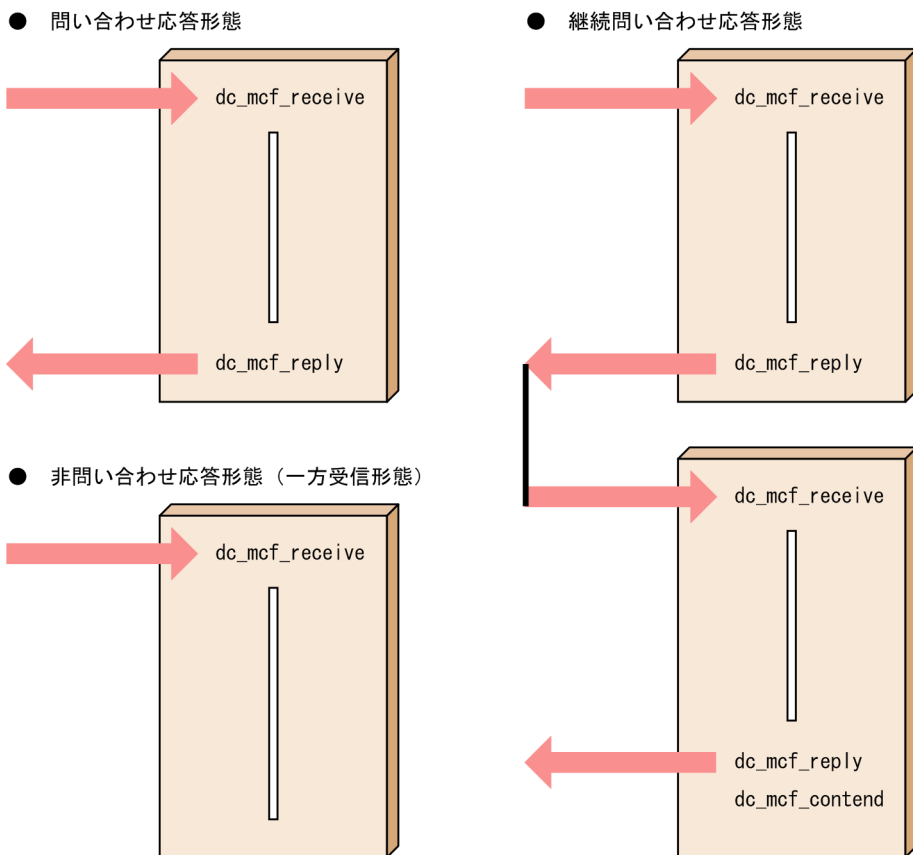 ● 問い合わせ応答形態
dc_mcf_receive
dc_mcf_reply
● 非問い合わせ応答形態（一方受信形態）
dc_mcf_receive
● 継続問い合わせ応答形態
dc_mcf_receive
dc_mcf_reply
dc_mcf_receive
dc_mcf_reply
dc_mcf_contend